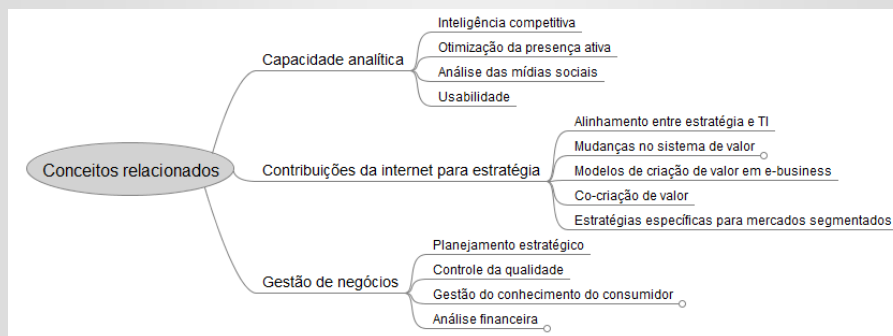 Conceitos relacionados
Capacidade analítica
Inteligência competitiva
Otimização da presença ativa
Análise das mídias sociais
Usabilidade
Contribuições da internet para estratégia
Alinhamento entre estratégia e TI
Mudanças no sistema de valor
Modelos de criação de valor em e-business
Co-criação de valor
Estratégias específicas para mercados segmentados
Gestão de negócios
Planejamento estratégico
Controle da qualidade
Gestão do conhecimento do consumidor
Análise financeira